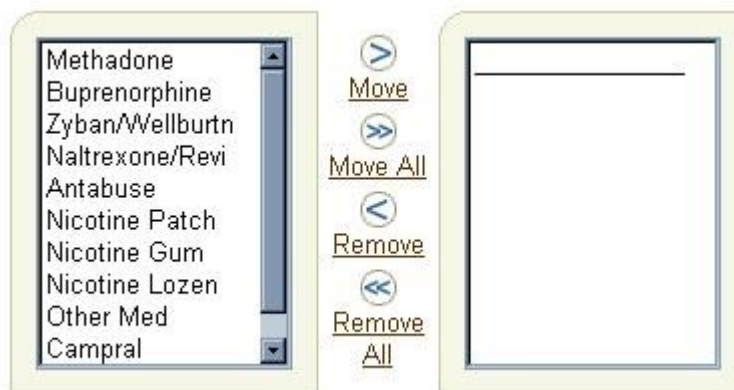 Methadone
Buprenorphine
Zyban/Wellburtn
Naltrexone/Revi
Antabuse
Nicotine Patch
Nicotine Gum
Nicotine Lozen
Other Med
Campral
Move
Move All
Remove
Remove
All